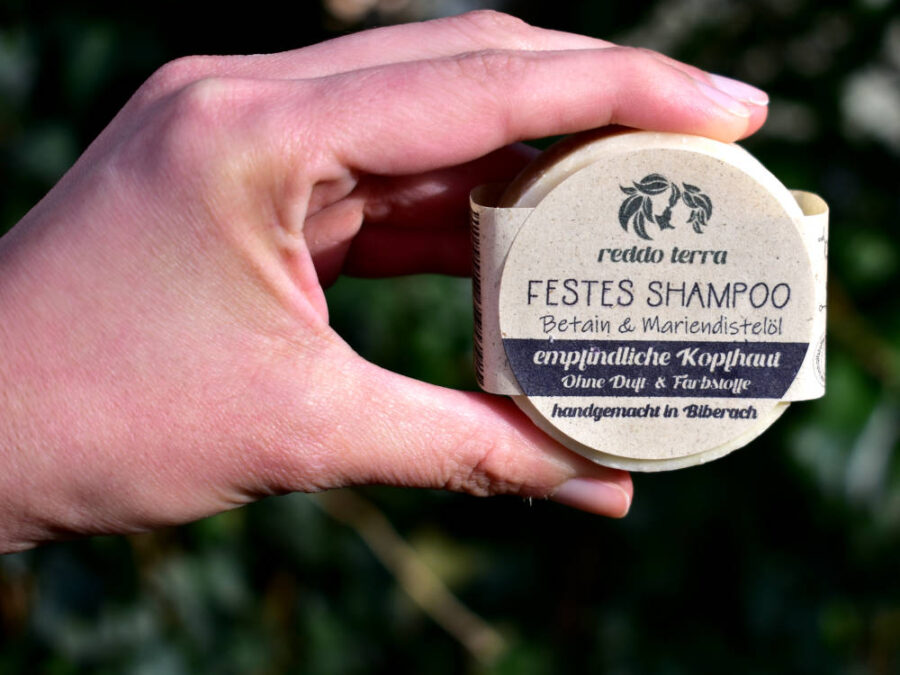 reddo terra
FESTES SHAMPOO
Betain & Mariendistelöl
empfindliche Kopfhaut
Ohne Duft & Farbstoffe
handgemacht in Biberach